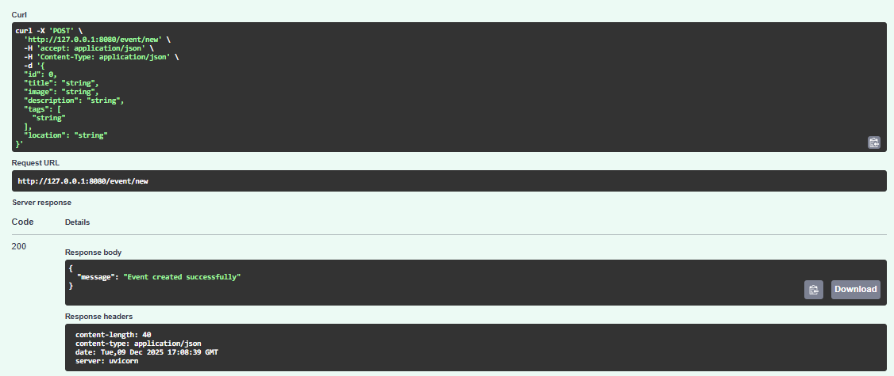 Curl
curl -X 'POST' \
'http://127.0.0.1:8080/event/new' \
-H 'accept: application/json' \
-H 'Content-Type: application/json' \
-d '{
"id": 0,
"title": "string",
"image": "string",
"description": "string",
"tags": [
"string"
],
"location": "string"
}'
Request URL
http://127.0.0.1:8080/event/new
Server response
Code Details
200
Response body
{
"message": "Event created successfully"
}
Download
Response headers
content-length: 40
content-type: application/json
date: Tue,09 Dec 2025 17:08:39 GMT
server: uvicorn